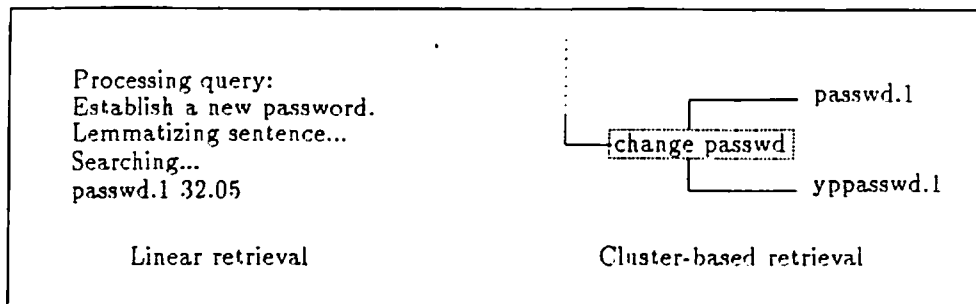 Processing query:
Establish a new password.
Lemmatizing sentence...
Searching...
passwd.1 32.05
Linear retrieval
passwd.1
change passwd
yppasswd.1
Cluster-based retrieval